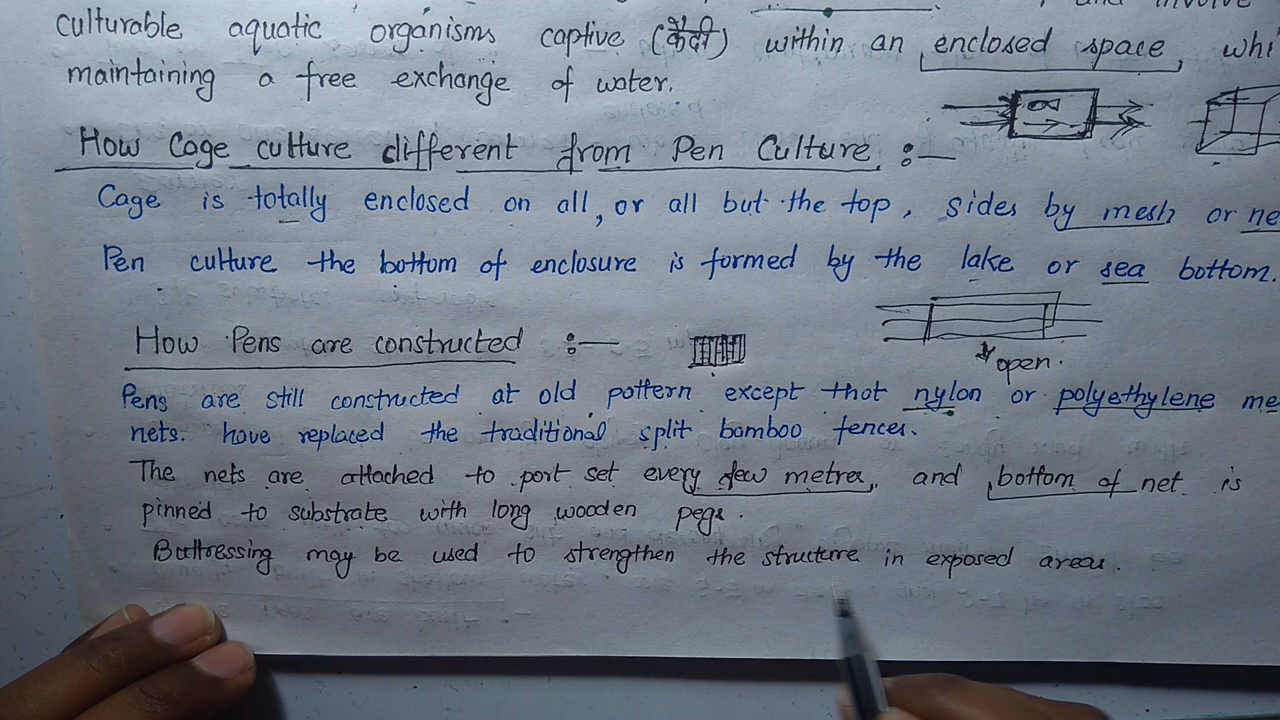 and involve
culturable aquatic organisms captive (कैदी) within an enclosed space, whi
maintaining a free exchange of water.
How Cage culture different from Pen Culture :—
Cage is totally enclosed on all, or all but the top, sides by mesh or ne
Pen culture the bottom of enclosure is formed by the lake or sea bottom.
How Pens are constructed :—
open.
Pens are still constructed at old pattern except that nylon or polyethylene me
nets. have replaced the traditional split bamboo fences.
The nets are attached to port set every few metres, and bottom of net is
pinned to substrate with long wooden pegs.
Buttressing may be used to strengthen the structure in exposed areas.